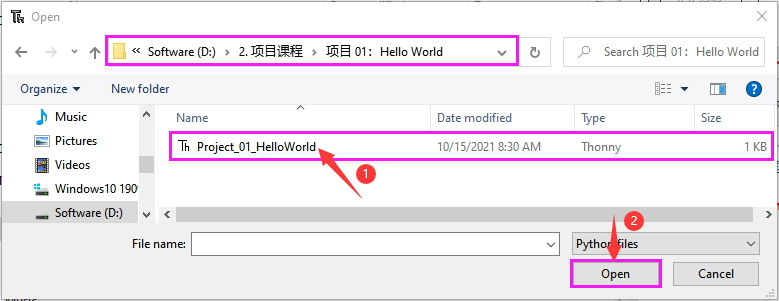 Open
« Software (D:) › 2. 项目课程 › 项目 01：Hello World
Search 项目 01：Hello World
Organize
New folder
Name
Date modified
Type
Size
Music
Pictures
Videos
Windows10 190
Software (D:)
Project_01_HelloWorld
10/15/2021 8:30 AM
Thonny
1 KB
1
2
File name:
Python files
Open
Cancel